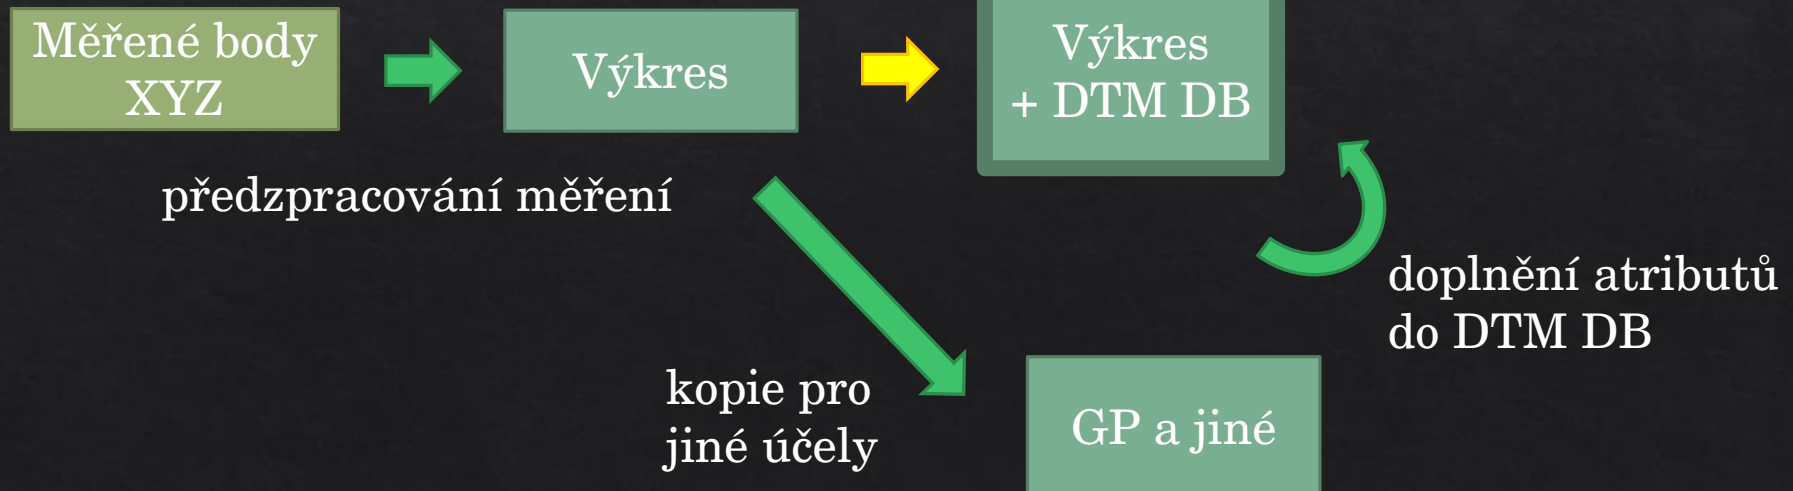 Měřené body
XYZ
Výkres
Výkres
+ DTM DB
předzpracování měření
doplnění atributů
do DTM DB
kopie pro
jiné účely
GP a jiné